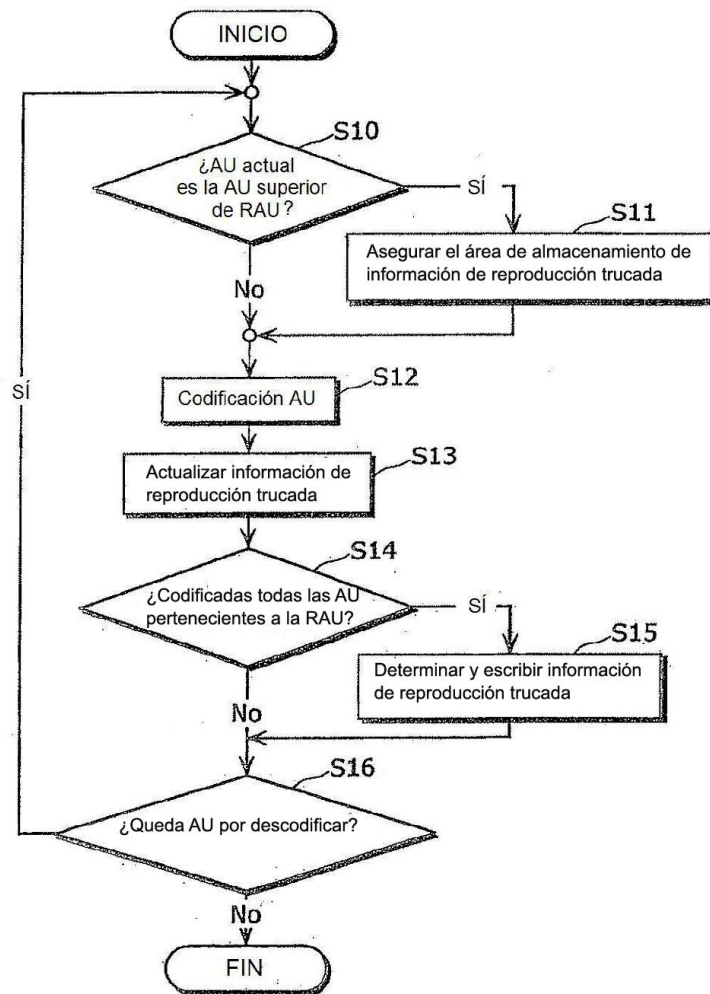 INICIO
S10
¿AU actual
es la AU superior
de RAU?
SÍ
S11
Asegurar el área de almacenamiento de
información de reproducción trucada
No
S12
Codificación AU
SÍ
S13
Actualizar información de
reproducción trucada
S14
¿Codificadas todas las AU
pertenecientes a la RAU?
SÍ
S15
Determinar y escribir información
de reproducción trucada
No
S16
¿Queda AU por descodificar?
No
FIN